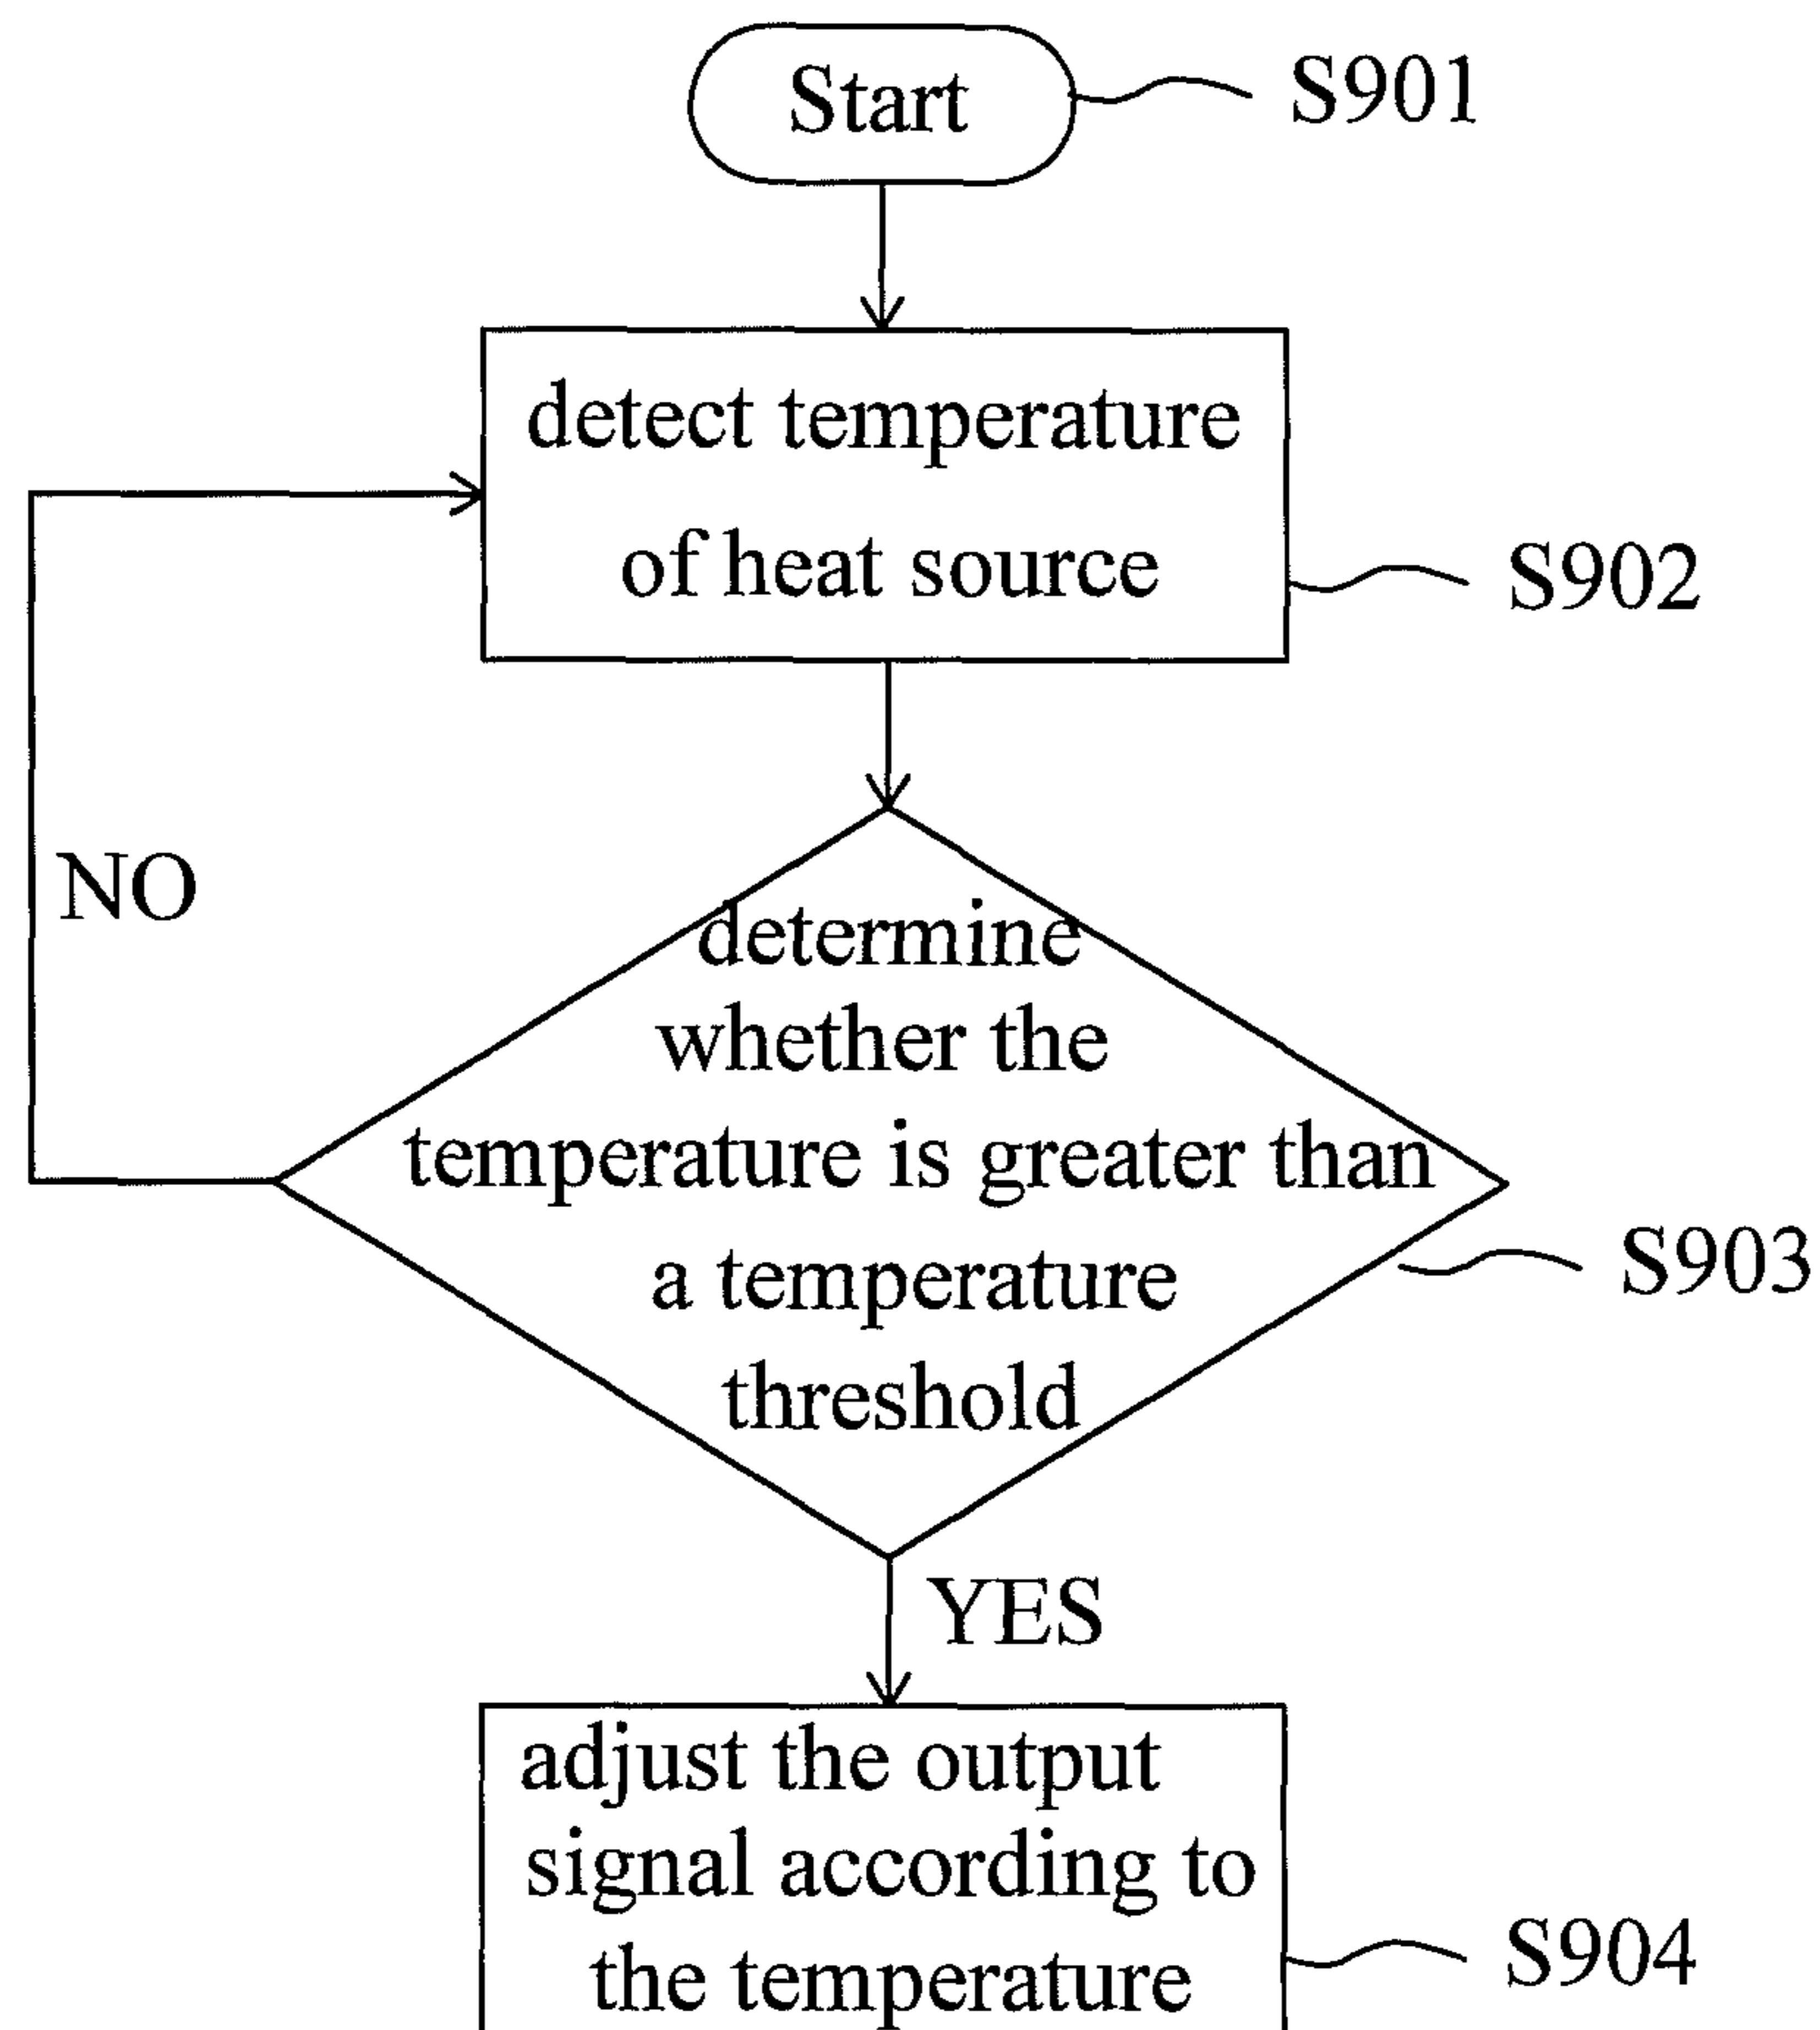 Start
S901
detect temperature
of heat source
S902
NO
determine
whether the
temperature is greater than
a temperature
threshold
S903
YES
adjust the output
signal according to
the temperature
S904